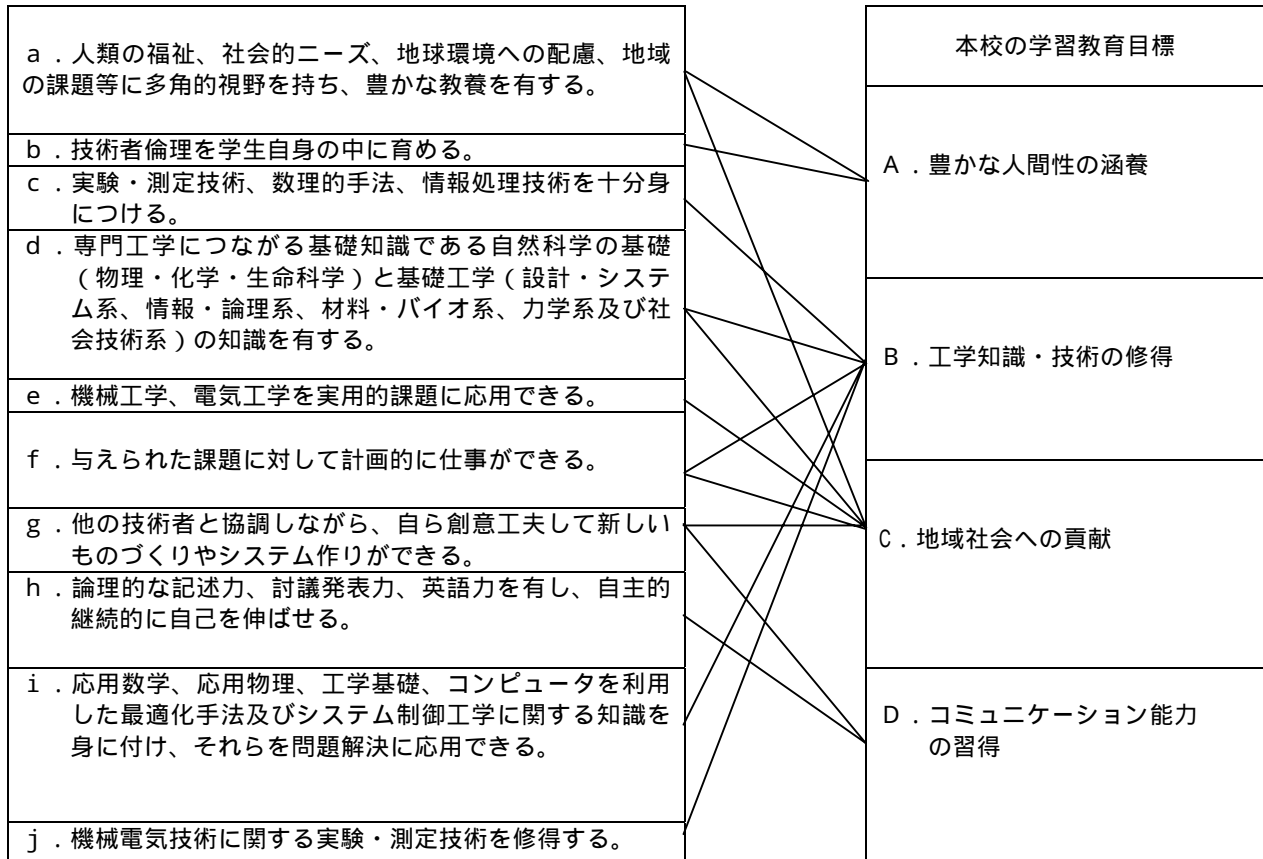 a．人類の福祉、社会的ニーズ、地球環境への配慮、地域
の課題等に多角的視野を持ち、豊かな教養を有する。
b．技術者倫理を学生自身の中に育める。
c．実験・測定技術、数理的手法、情報処理技術を十分身
につける。
d．専門工学につながる基礎知識である自然科学の基礎
（物理・化学・生命科学）と基礎工学（設計・システ
ム系、情報・論理系、材料・バイオ系、力学系及び社
会技術系）の知識を有する。
e．機械工学、電気工学を実用的課題に応用できる。
f．与えられた課題に対して計画的に仕事ができる。
g．他の技術者と協調しながら、自ら創意工夫して新しい
ものづくりやシステム作りができる。
h．論理的な記述力、討議発表力、英語力を有し、自主的
継続的に自己を伸ばせる。
i．応用数学、応用物理、工学基礎、コンピュータを利用
した最適化手法及びシステム制御工学に関する知識を
身に付け、それらを問題解決に応用できる。
j．機械電気技術に関する実験・測定技術を修得する。
本校の学習教育目標
A．豊かな人間性の涵養
B．工学知識・技術の修得
C．地域社会への貢献
D．コミュニケーション能力
の習得